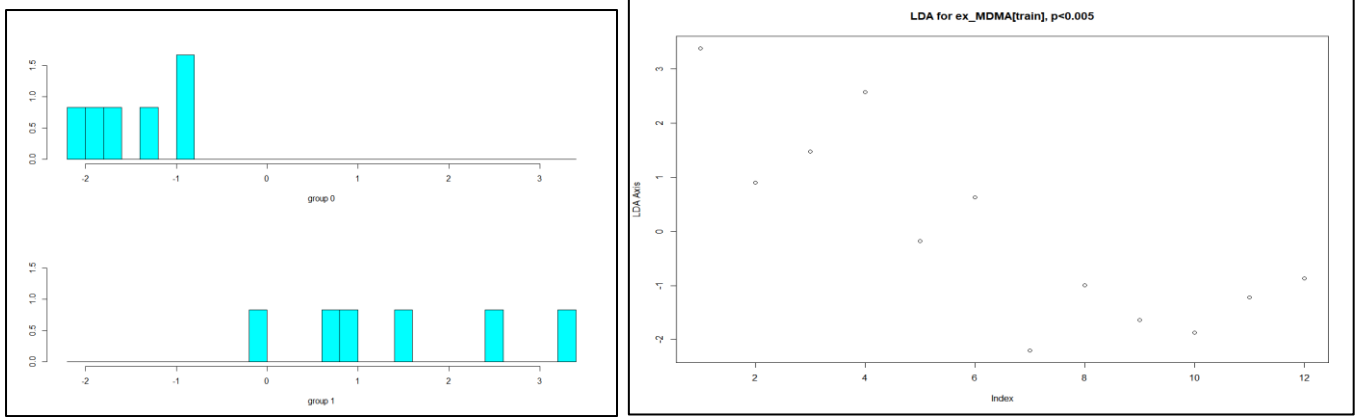 0.0 0.5 1.0 1.5
-2 -1 0 1 2 3
group 0
0.0 0.5 1.0 1.5
-2 -1 0 1 2 3
group 1
LDA for ex_MDMA[train], p<0.005
LDA Axis
3
2
1
0
-1
-2
2 4 6 8 10 12
Index